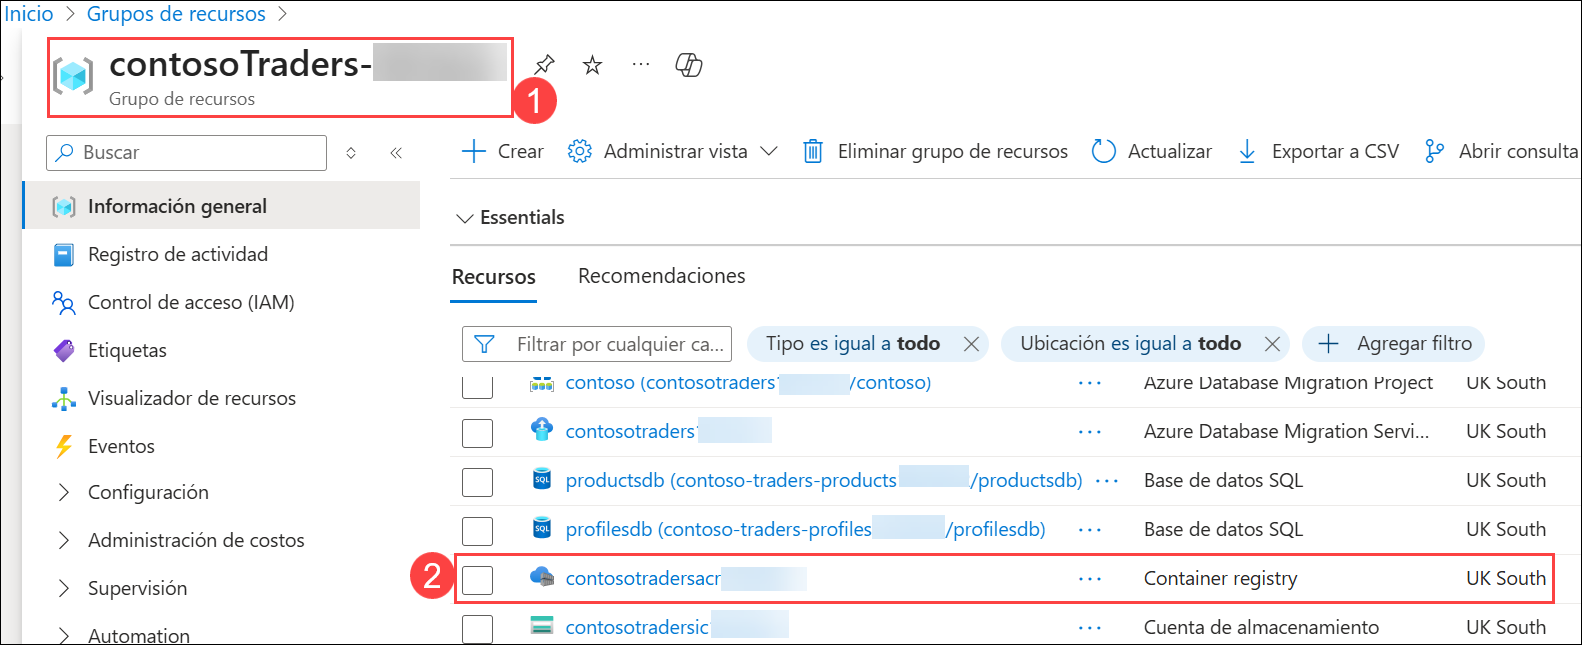 Inicio > Grupos de recursos >
contosoTraders-
Grupo de recursos
1
Buscar
Crear Administrar vista Eliminar grupo de recursos Actualizar Exportar a CSV Abrir consulta
Información general
Registro de actividad
Control de acceso (IAM)
Etiquetas
Visualizador de recursos
Eventos
Configuración
Administración de costos
Supervisión
Automation
Essentials
Recursos Recomendaciones
Filtrar por cualquier ca... Tipo es igual a todo Ubicación es igual a todo Agregar filtro
contoso (contosotraders /contoso) ... Azure Database Migration Project UK South
contosotraders ... Azure Database Migration Servi... UK South
productsdb (contoso-traders-products /productsdb) ... Base de datos SQL UK South
profilesdb (contoso-traders-profiles /profilesdb) ... Base de datos SQL UK South
2 contosotradersacr ... Container registry UK South
contosotradersic ... Cuenta de almacenamiento UK South